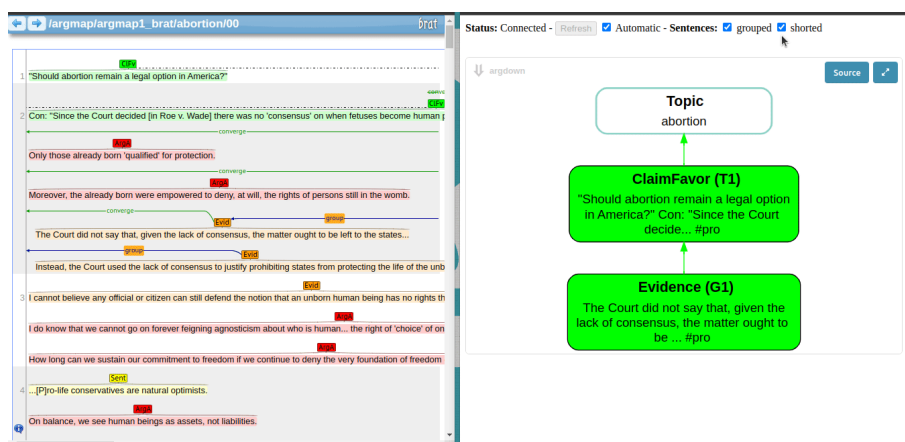 /argmap/argmap1_brat/abortion/00
brat
ClFv
1 "Should abortion remain a legal option in America?"
ClFv
2 Con: "Since the Court decided [in Roe v. Wade] there was no 'consensus' on when fetuses become human
converge
ArgA
Only those already born 'qualified' for protection.
converge
ArgA
Moreover, the already born were empowered to deny, at will, the rights of persons still in the womb.
converge
group
Evid
The Court did not say that, given the lack of consensus, the matter ought to be left to the states...
group
Evid
Instead, the Court used the lack of consensus to justify prohibiting states from protecting the life of the unb
Evid
3 I cannot believe any official or citizen can still defend the notion that an unborn human being has no rights th
ArgA
I do know that we cannot go on forever feigning agnosticism about who is human... the right of 'choice' of on
ArgA
How long can we sustain our commitment to freedom if we continue to deny the very foundation of freedom
Sent
4 ...[P]ro-life conservatives are natural optimists.
ArgA
On balance, we see human beings as assets, not liabilities.
Status: Connected - Refresh Automatic - Sentences: grouped shorted
argdown
Source
Topic
abortion
ClaimFavor (T1)
"Should abortion remain a legal option
in America?" Con: "Since the Court
decide... #pro
Evidence (G1)
The Court did not say that, given the
lack of consensus, the matter ought to
be ... #pro